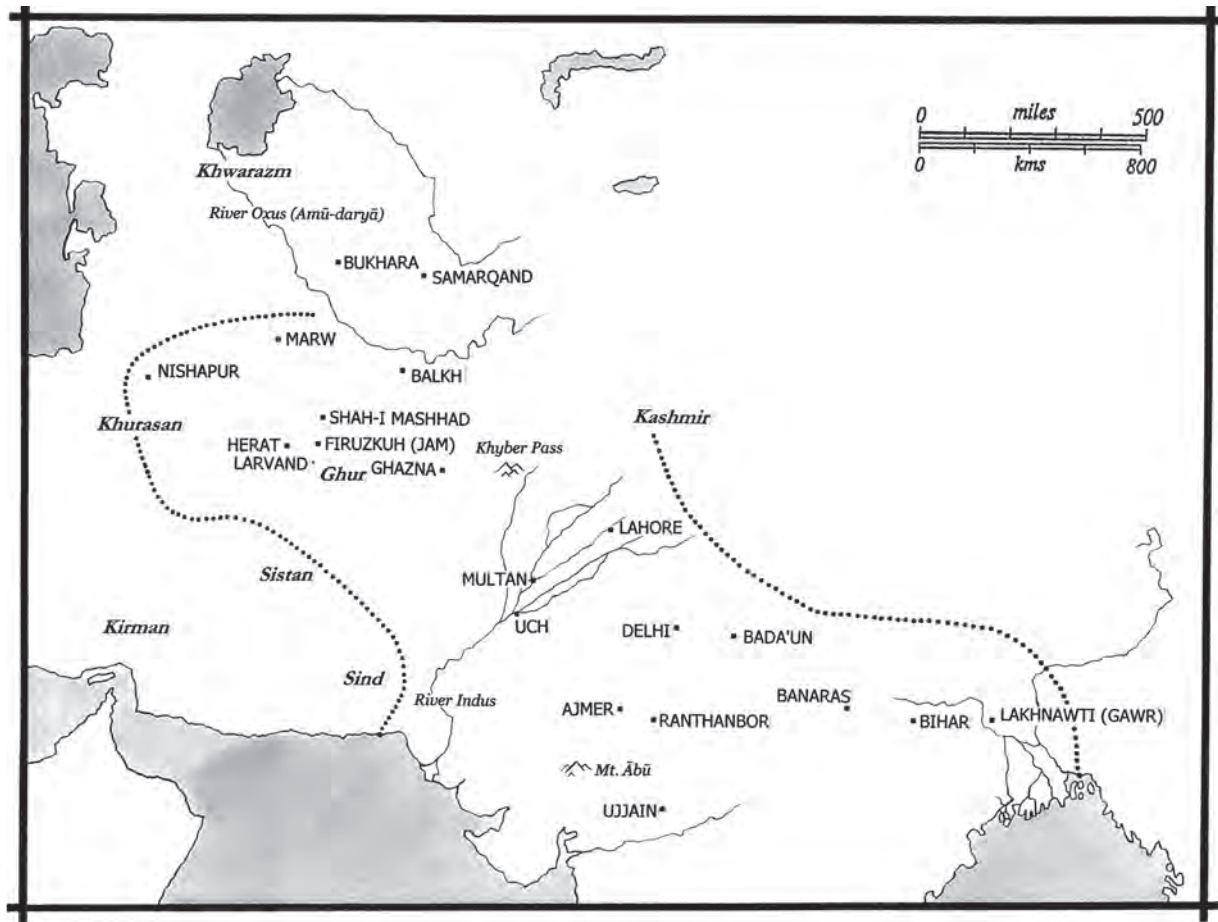 0 miles 500
0 kms 800
Khwarazm
River Oxus (Amū-daryā)
BUKHARA
SAMARQAND
MARW
NISHAPUR
BALKH
Khurasan
SHAH-I MASHHAD
Kashmir
HERAT
FIRUZKUH (JAM)
Khyber Pass
LARVAND
Ghur
GHAZNA
LAHORE
Sistan
MULTAN
Kirman
UCH
DELHI
BADA'UN
Sind
River Indus
BANARAS
AJMER
RANTHANBOR
BIHAR
LAKHNAWTI (GAWR)
Mt. Ābū
UJJAIN